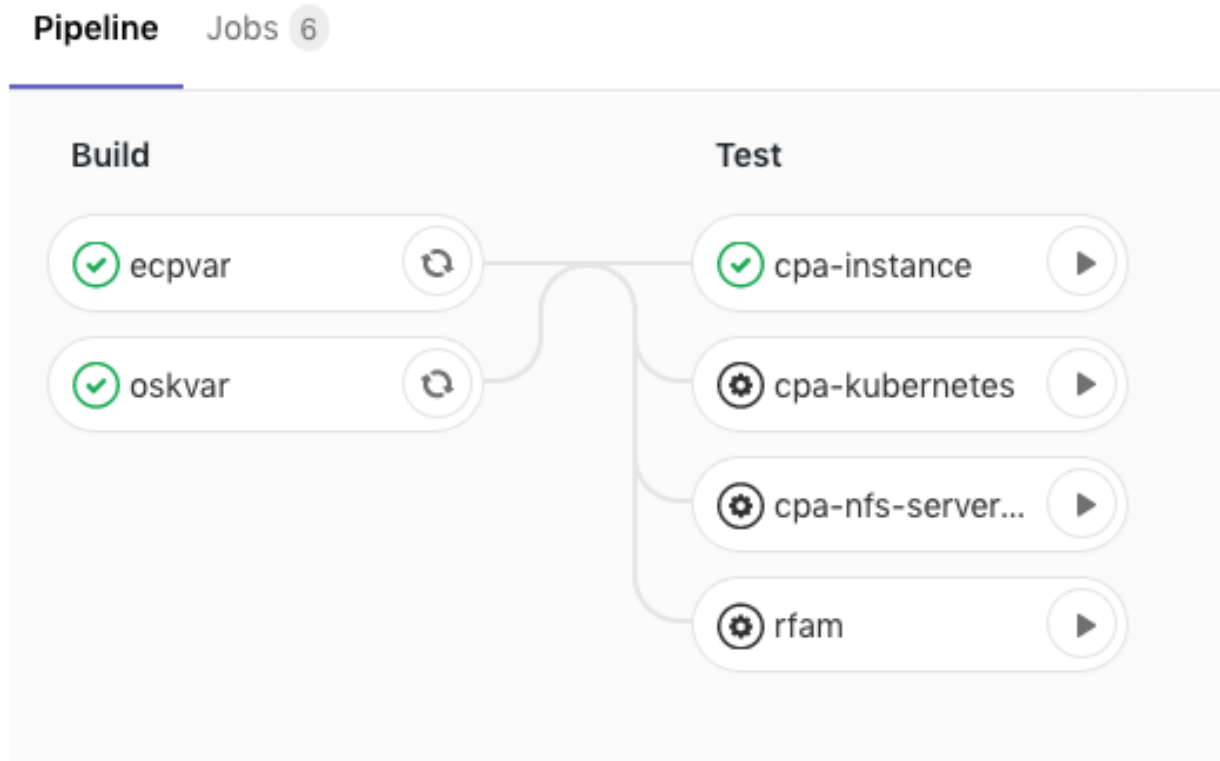 Pipeline Jobs 6
Build Test
ecpvar cpa-instance
oskvar cpa-kubernetes
cpa-nfs-server...
rfam